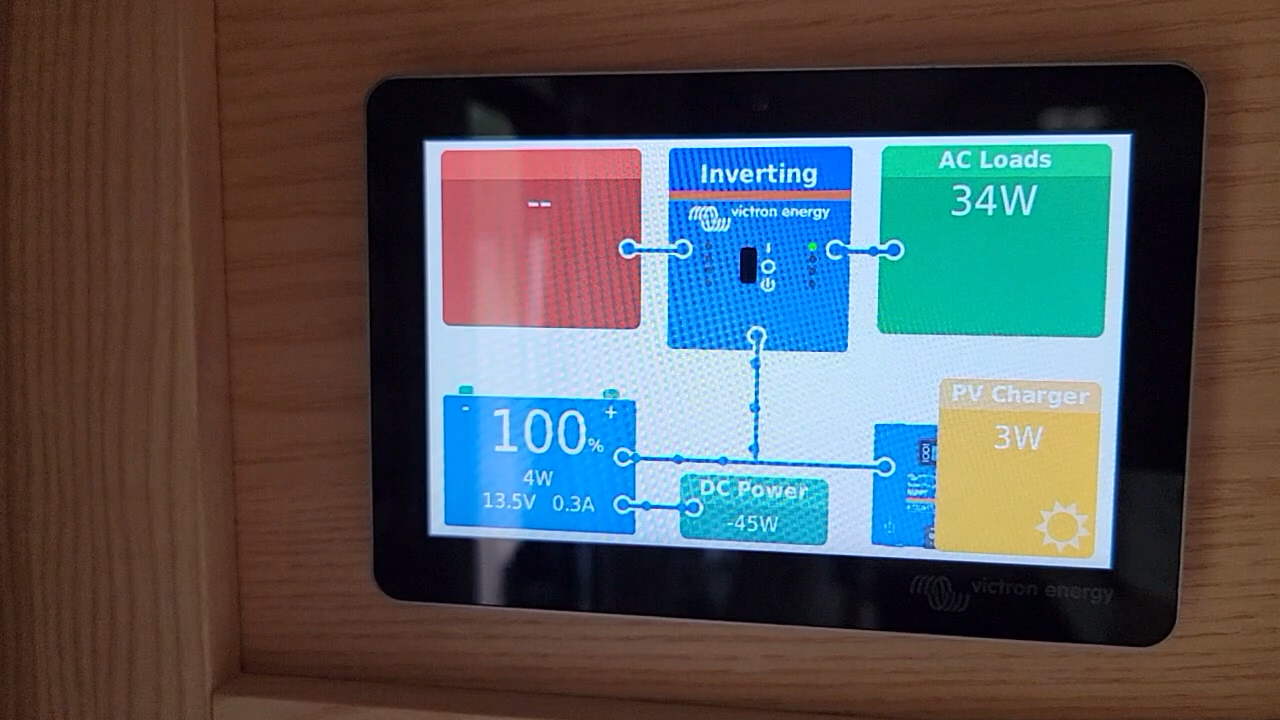 --
Inverting
victron energy
AC Loads
34W
- +
100%
4W
13.5V 0.3A
DC Power
-45W
PV Charger
3W
victron energy